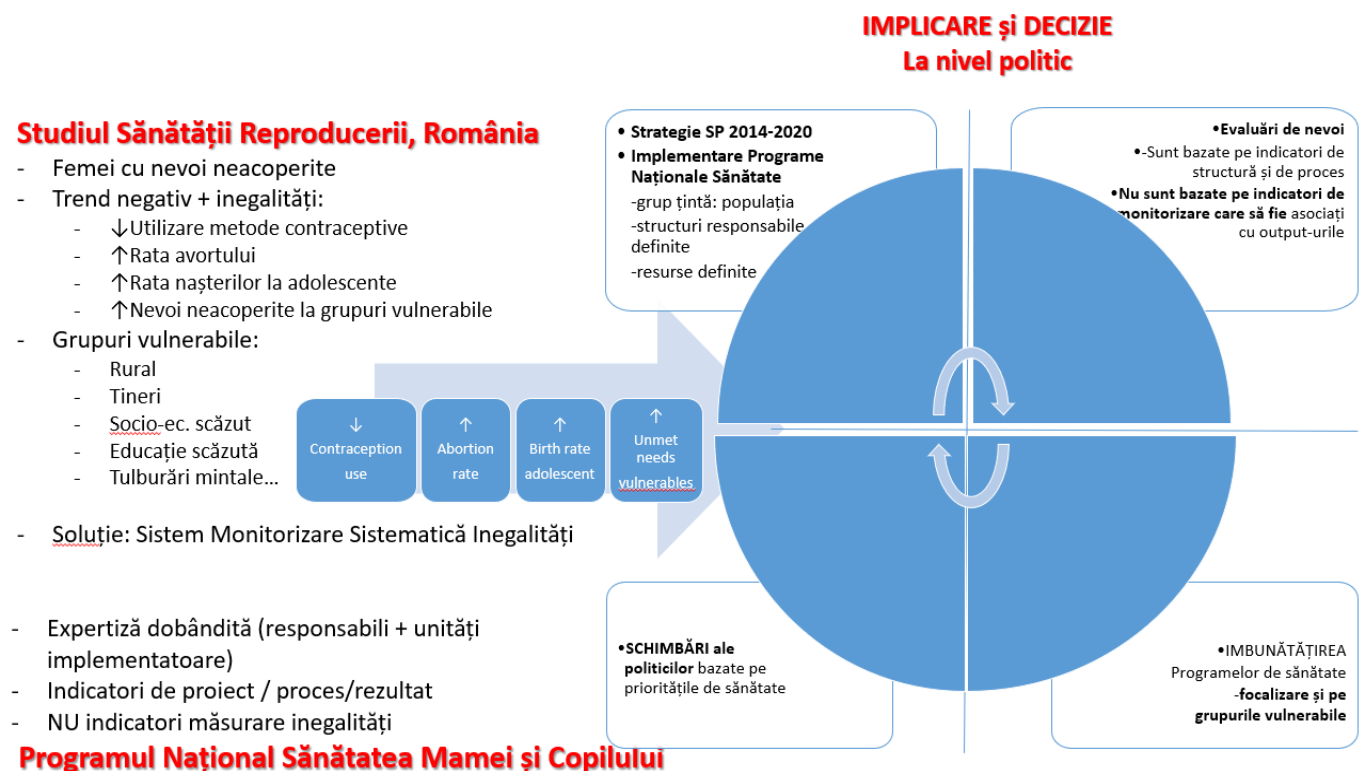 IMPLICARE și DECIZIE
La nivel politic
Studiul Sănătății Reproducerii, România
- Femei cu nevoi neacoperite
- Trend negativ + inegalități:
- ↓Utilizare metode contraceptive
- ↑Rata avortului
- ↑Rata nașterilor la adolescente
- ↑Nevoi neacoperite la grupuri vulnerabile
- Grupuri vulnerabile:
- Rural
- Tineri
- Socio-ec. scăzut
- Educație scăzută
- Tulburări mintale...
- Soluție: Sistem Monitorizare Sistematică Inegalități
- Expertiză dobândită (responsabili + unități
implementatoare)
- Indicatori de proiect / proces/rezultat
- NU indicatori măsurare inegalități
Programul Național Sănătatea Mamei și Copilului
↓
Contraception
use
↑
Abortion
rate
↑
Birth rate
adolescent
↑
Unmet
needs
vulnerables
• Strategie SP 2014-2020
• Implementare Programe
Naționale Sănătate
-grup țintă: populația
-structuri responsabile
definite
-resurse definite
•Evaluări de nevoi
•-Sunt bazate pe indicatori de
structură și de proces
•Nu sunt bazate pe indicatori de
monitorizare care să fie asociați
cu output-urile
•SCHIMBĂRI ale
politicilor bazate pe
prioritățile de sănătate
•IMBUNĂTĂȚIREA
Programelor de sănătate
-focalizare și pe
grupurile vulnerabile